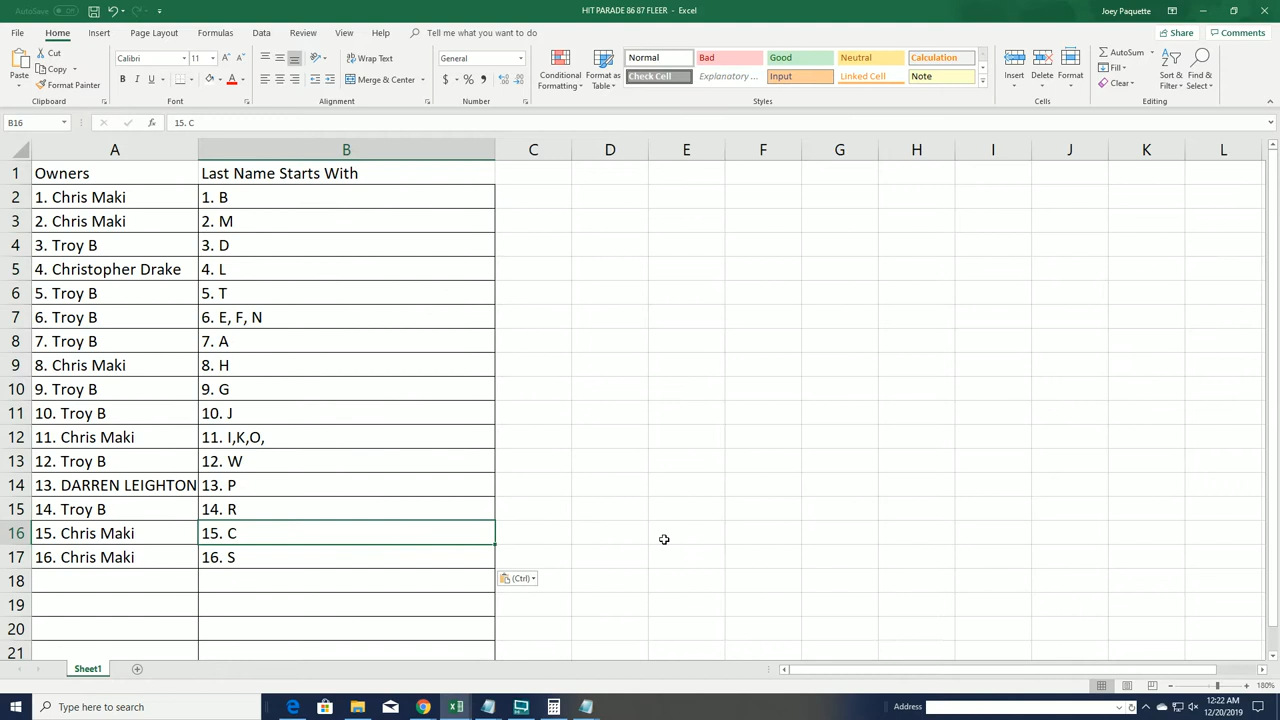 AutoSave Off HIT PARADE 86 87 FLEER - Excel Joey Paquette
File Home Insert Page Layout Formulas Data Review View Help Tell me what you want to do Share Comments
Paste Cut Copy Format Painter Clipboard
Calibri 11 B I U Font
Wrap Text Merge & Center Alignment
General $ % Number
Conditional Formatting Format as Table
Normal Bad Good Neutral Calculation
Check Cell Explanatory ... Input Linked Cell Note
Styles
Insert Delete Format Cells
AutoSum Fill Clear Sort & Filter Find & Select Editing
B16 fx 15. C
A B C D E F G H I J K L
1 Owners Last Name Starts With
2 1. Chris Maki 1. B
3 2. Chris Maki 2. M
4 3. Troy B 3. D
5 4. Christopher Drake 4. L
6 5. Troy B 5. T
7 6. Troy B 6. E, F, N
8 7. Troy B 7. A
9 8. Chris Maki 8. H
10 9. Troy B 9. G
11 10. Troy B 10. J
12 11. Chris Maki 11. I,K,O,
13 12. Troy B 12. W
14 13. DARREN LEIGHTON 13. P
15 14. Troy B 14. R
16 15. Chris Maki 15. C
17 16. Chris Maki 16. S
18 (Ctrl)
19
20
21
Sheet1
180%
Type here to search Address 12:22 AM
12/20/2019